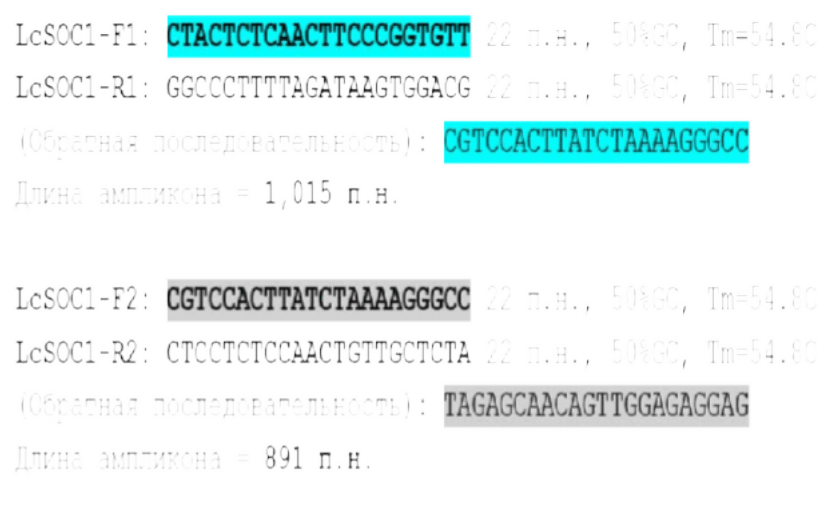 LcSOC1-F1: CTACTCTCAACTTCCCGGTGTT 22 п.н., 50%GC, Tm=54.8C
LcSOC1-R1: GGCCCTTTTAGATAAGTGGACG 22 п.н., 50%GC, Tm=54.8C
(Обратная последовательность): CGTCCACTTATCTAAAAGGGCC
Длина ампликона = 1,015 п.н.
LcSOC1-F2: CGTCCACTTATCTAAAAGGGCC 22 п.н., 50%GC, Tm=54.8C
LcSOC1-R2: CTCCTCTCCAACTGTTGCTCTA 22 п.н., 50%GC, Tm=54.8C
(Обратная последовательность): TAGAGCAACAGTTGGAGAGGAG
Длина ампликона = 891 п.н.